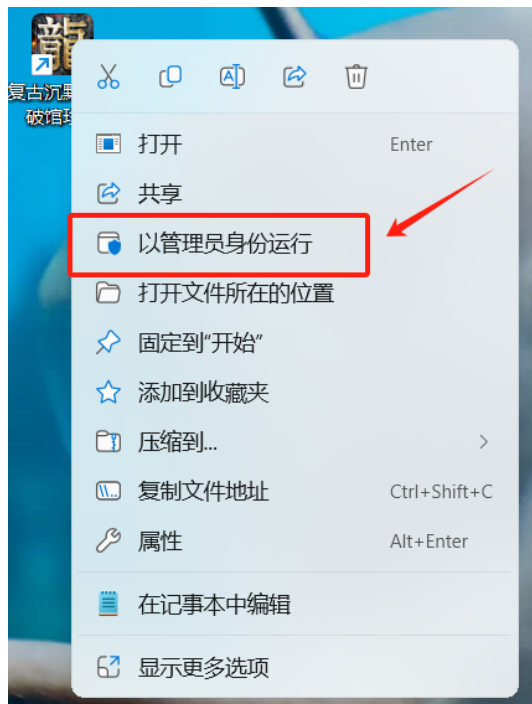 龍
复古沉默
破馆珍
打开 Enter
共享
以管理员身份运行
打开文件所在的位置
固定到"开始"
添加到收藏夹
压缩到...
复制文件地址 Ctrl+Shift+C
属性 Alt+Enter
在记事本中编辑
显示更多选项